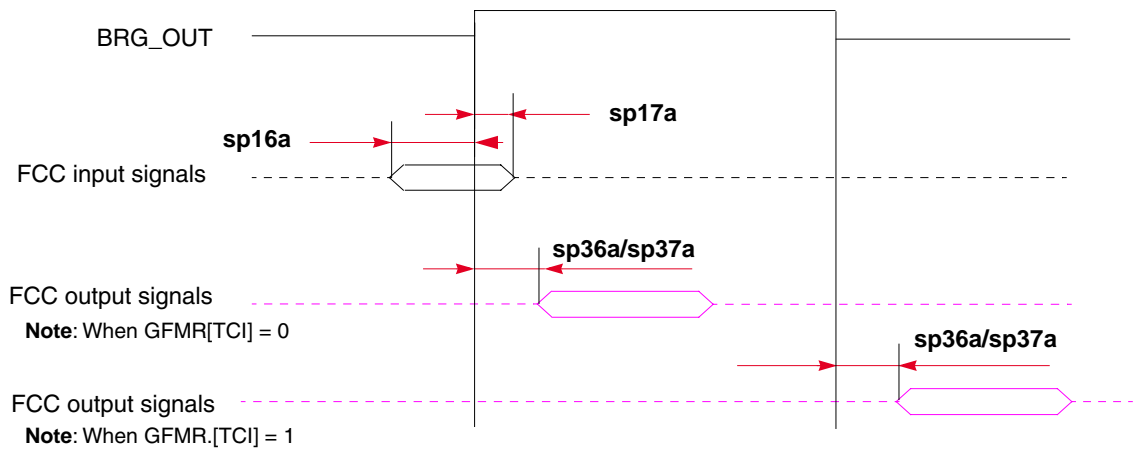 BRG_OUT
sp17a
sp16a
FCC input signals
sp36a/sp37a
FCC output signals
Note: When GFMR[TCI] = 0
sp36a/sp37a
FCC output signals
Note: When GFMR.[TCI] = 1